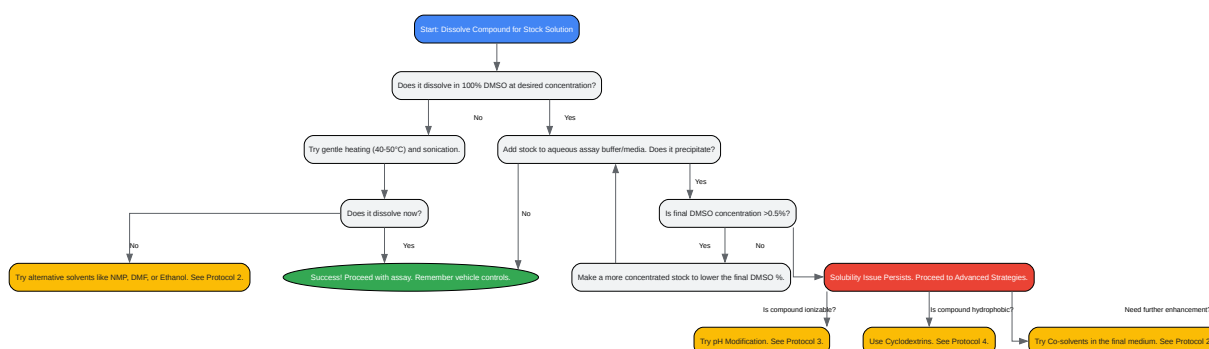 Start: Dissolve Compound for Stock Solution
Does it dissolve in 100% DMSO at desired concentration?
No
Yes
Try gentle heating (40-50°C) and sonication.
Add stock to aqueous assay buffer/media. Does it precipitate?
Yes
Does it dissolve now?
No
Is final DMSO concentration >0.5%?
No
Yes
Yes
No
Try alternative solvents like NMP, DMF, or Ethanol. See Protocol 2.
Success! Proceed with assay. Remember vehicle controls.
Make a more concentrated stock to lower the final DMSO %.
Solubility Issue Persists. Proceed to Advanced Strategies.
Is compound ionizable?
Is compound hydrophobic?
Need further enhancement?
Try pH Modification. See Protocol 3.
Use Cyclodextrins. See Protocol 4.
Try Co-solvents in the final medium. See Protocol 2